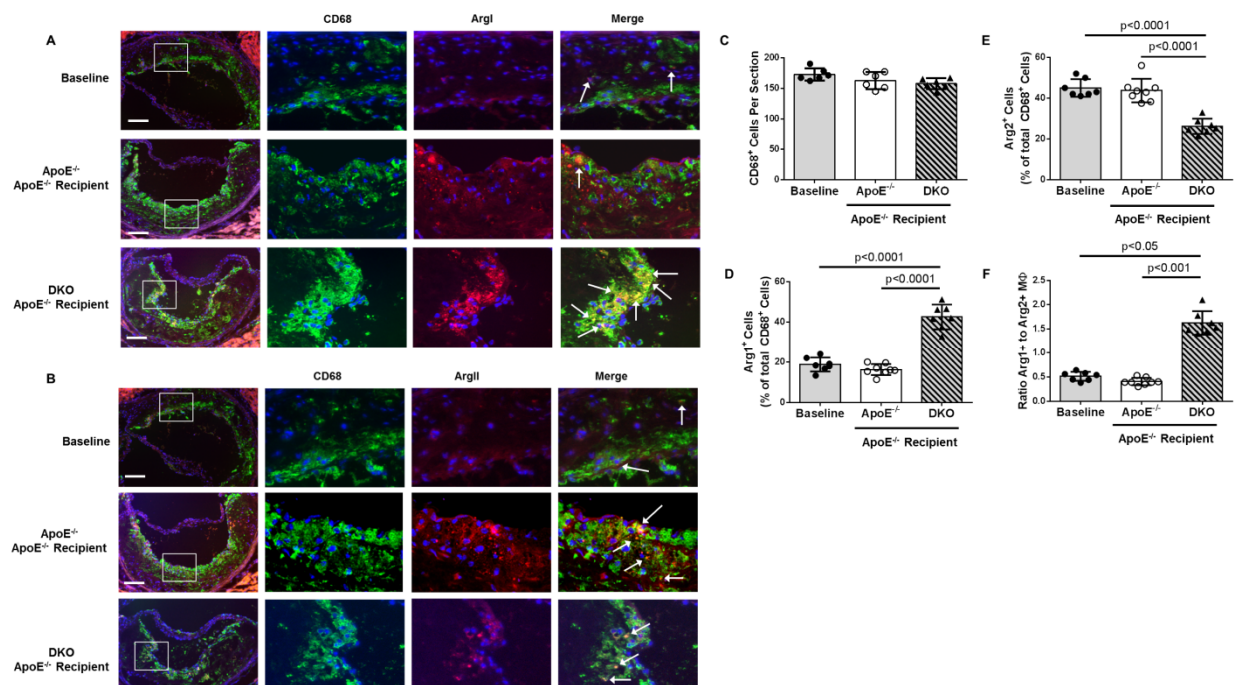 CD68 ArgI Merge
A
Baseline
ApoE-/-
ApoE-/- Recipient
DKO
ApoE-/- Recipient
B
CD68 ArgII Merge
Baseline
ApoE-/-
ApoE-/- Recipient
DKO
ApoE-/- Recipient
C
CD68+ Cells Per Section
200
150
100
50
0
Baseline ApoE-/- DKO
ApoE-/- Recipient
D
p<0.0001
p<0.0001
Arg1+ Cells
(% of total CD68+ Cells)
60
40
20
0
Baseline ApoE-/- DKO
ApoE-/- Recipient
E
p<0.0001
p<0.0001
Arg2+ Cells
(% of total CD68+ Cells)
60
40
20
0
Baseline ApoE-/- DKO
ApoE-/- Recipient
F
p<0.05
p<0.001
Ratio Arg1+ to Arg2+ MΦ
2.5
2.0
1.5
1.0
0.5
0.0
Baseline ApoE-/- DKO
ApoE-/- Recipient